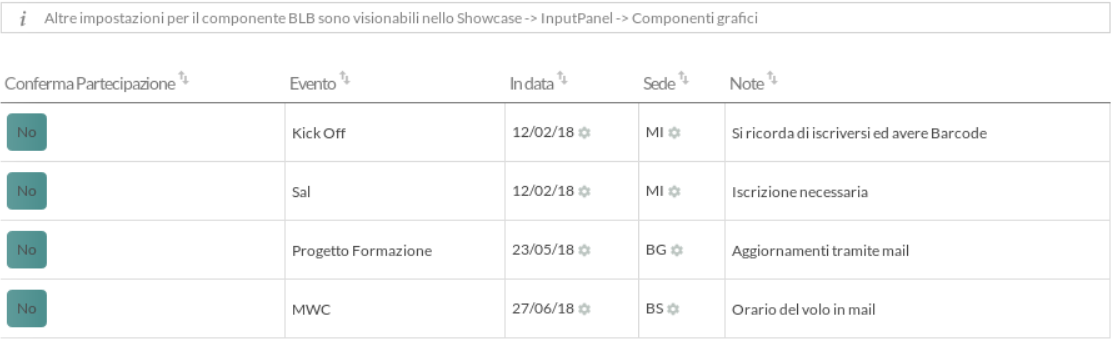 i Altre impostazioni per il componente BLB sono visionabili nello Showcase -> InputPanel -> Componenti grafici
Conferma Partecipazione Evento In data Sede Note
No Kick Off 12/02/18 MI Si ricorda di iscriversi ed avere Barcode
No Sal 12/02/18 MI Iscrizione necessaria
No Progetto Formazione 23/05/18 BG Aggiornamenti tramite mail
No MWC 27/06/18 BS Orario del volo in mail